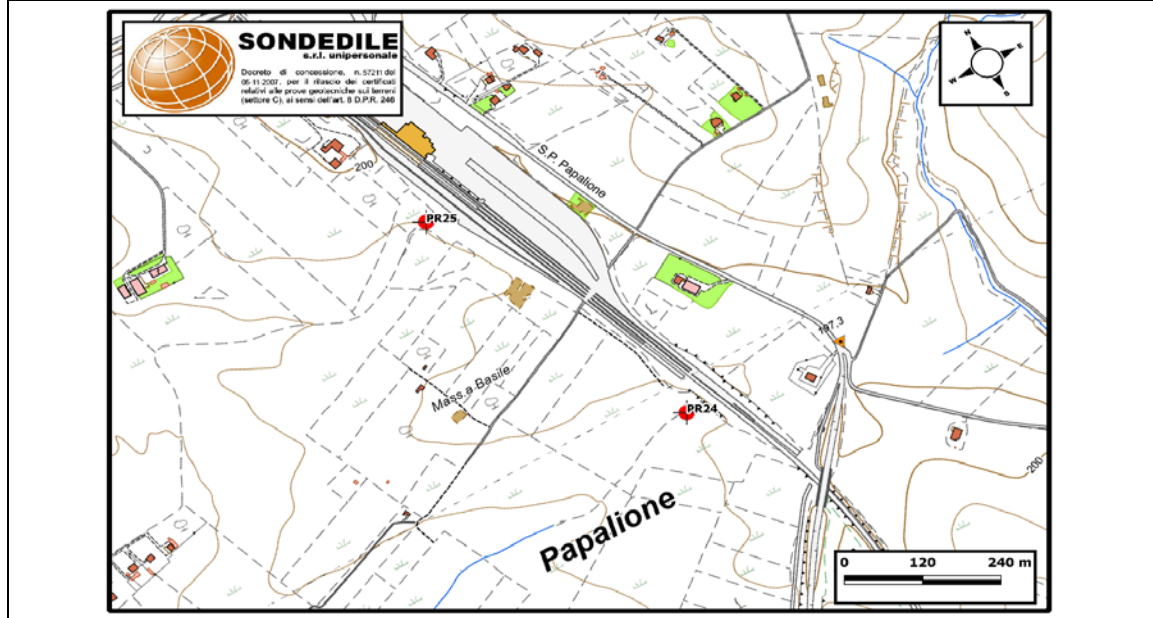 SONDEDILE
s.r.l. unipersonale
Decreto di concessione, n.57211 del
06-11-2007, per il rilascio dei certificati
relativi alle prove geotecniche sui terreni
(settore C), ai sensi dell'art. 8 D.P.R. 246
N
E
W
S
S.P. Papalione
200
PR25
197.3
Mass.a Basile
PR24
200
Papalione
0 120 240 m